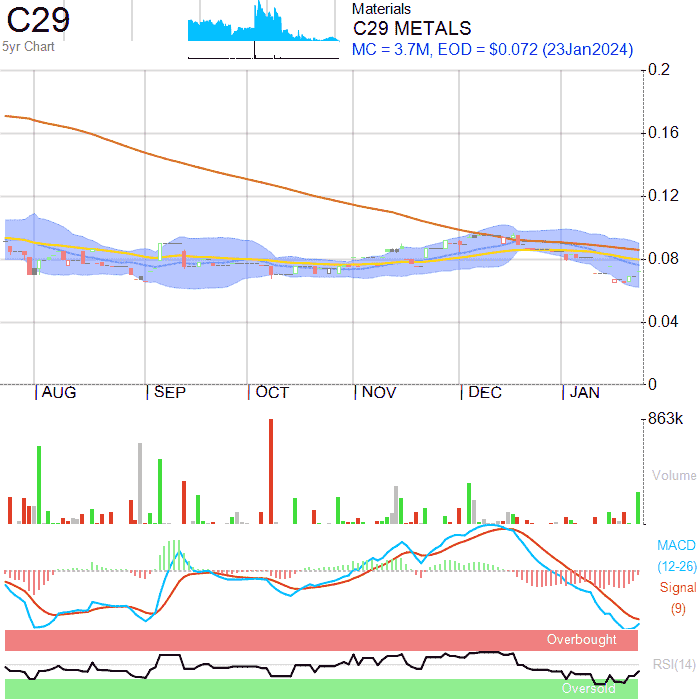 C29
5yr Chart
Materials
C29 METALS
MC = 3.7M, EOD = $0.072 (23Jan2024)
0.2
0.16
0.12
0.08
0.04
0
AUG SEP OCT NOV DEC JAN
863k
Volume
MACD
(12-26)
Signal
(9)
Overbought
RSI(14)
Oversold